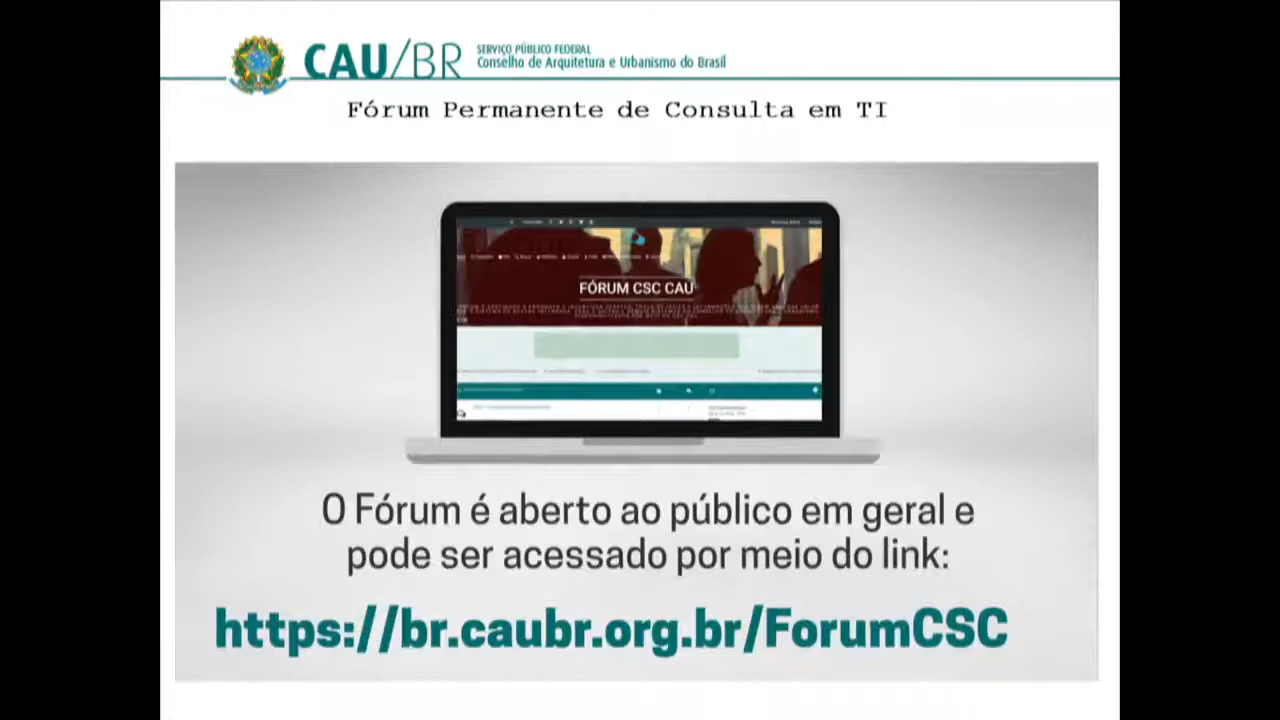 CAU/BR
SERVIÇO PÚBLICO FEDERAL
Conselho de Arquitetura e Urbanismo do Brasil
Fórum Permanente de Consulta em TI
FÓRUM CSC CAU
O Fórum é aberto ao público em geral e
pode ser acessado por meio do link:
https://br.caubr.org.br/ForumCSC